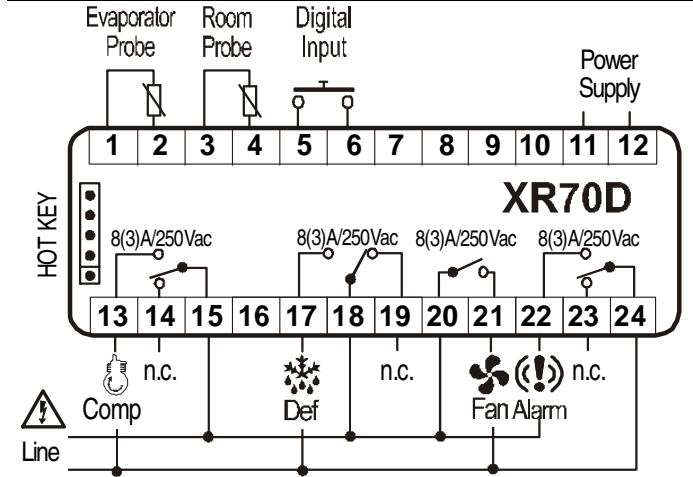 Evaporator Probe
Room Probe
Digital Input
Power Supply
1 2 3 4 5 6 7 8 9 10 11 12
XR70D
HOT KEY
8(3)A/250Vac 8(3)A/250Vac 8(3)A/250Vac 8(3)A/250Vac
13 14 15 16 17 18 19 20 21 22 23 24
n.c. n.c. n.c.
Comp Def Fan Alarm
Line